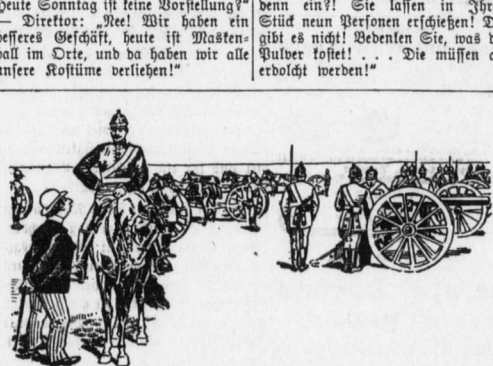 Heute Sonntag ist keine Vorstellung?“
— Direktor: „Nee! Wir haben ein
besseres Geschäft, heute ist Masken-
ball im Orte, und da haben wir alle
unsere Kostüme verliehen!“
denn ein?! Sie lassen in Ihr
Stück neun Personen erschießen! D
gibt es nicht! Bedenken Sie, was d
Pulver kostet! . . . Die müssen a
erdolcht werden!“